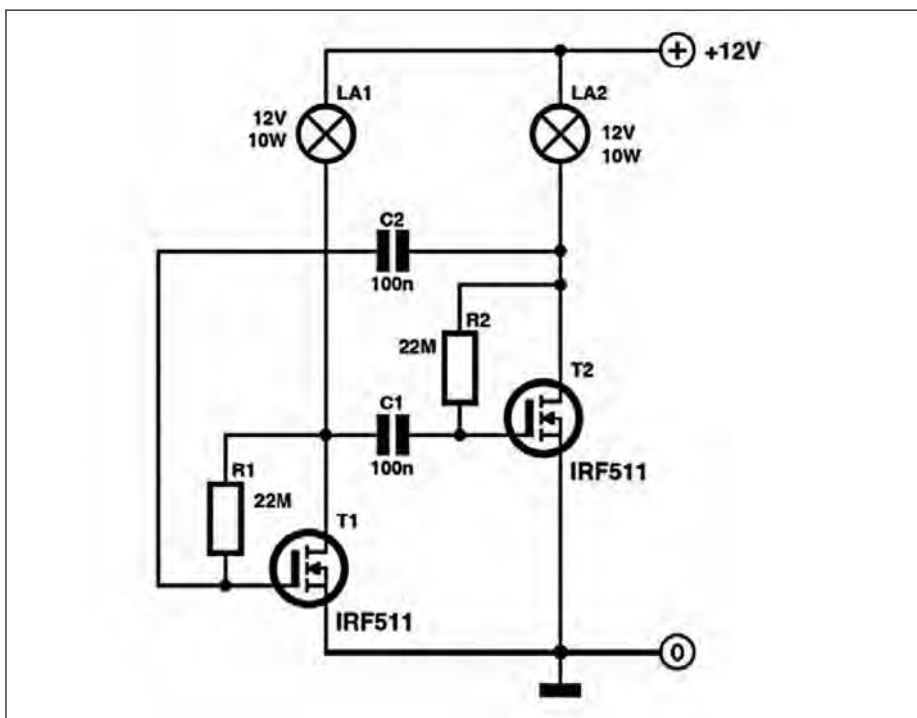 + +12V
LA1
12V
10W
LA2
12V
10W
C2
100n
R2
22M
T2
C1
100n
IRF511
R1
22M
T1
IRF511
0